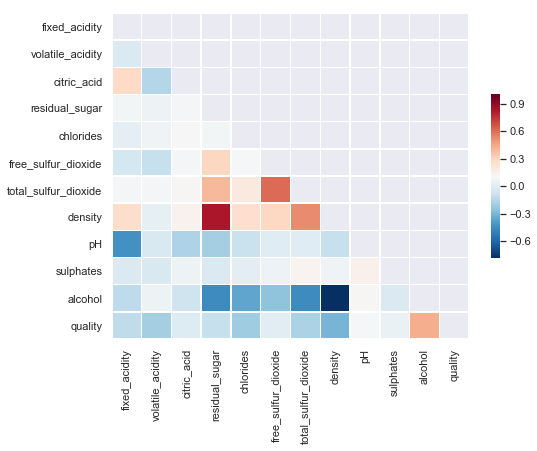 fixed_acidity
volatile_acidity
citric_acid
residual_sugar
chlorides
free_sulfur_dioxide
total_sulfur_dioxide
density
pH
sulphates
alcohol
quality
fixed_acidity
volatile_acidity
citric_acid
residual_sugar
chlorides
free_sulfur_dioxide
total_sulfur_dioxide
density
pH
sulphates
alcohol
quality
0.9
0.6
0.3
0.0
−0.3
−0.6